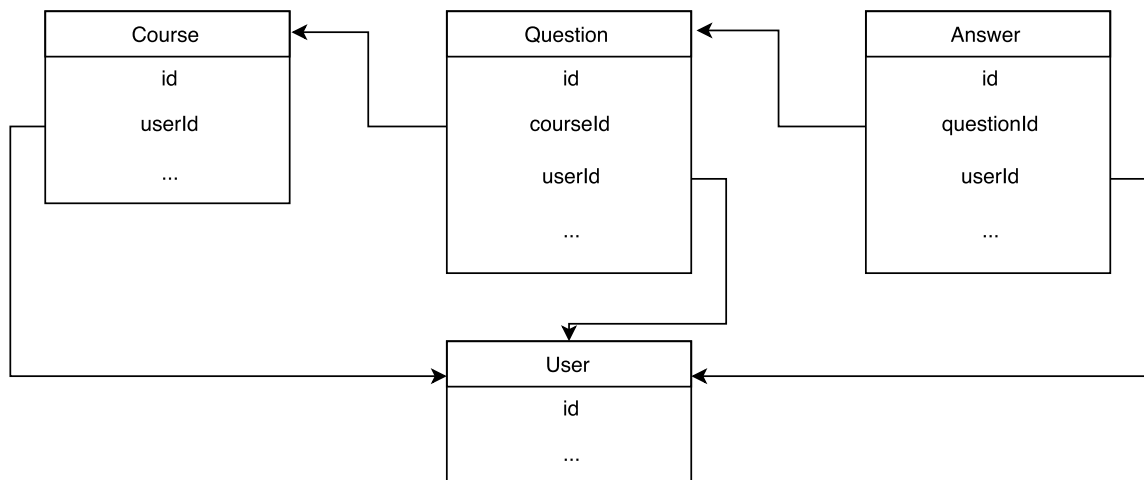 Course
id
userId
...
Question
id
courseId
userId
...
Answer
id
questionId
userId
...
User
id
...